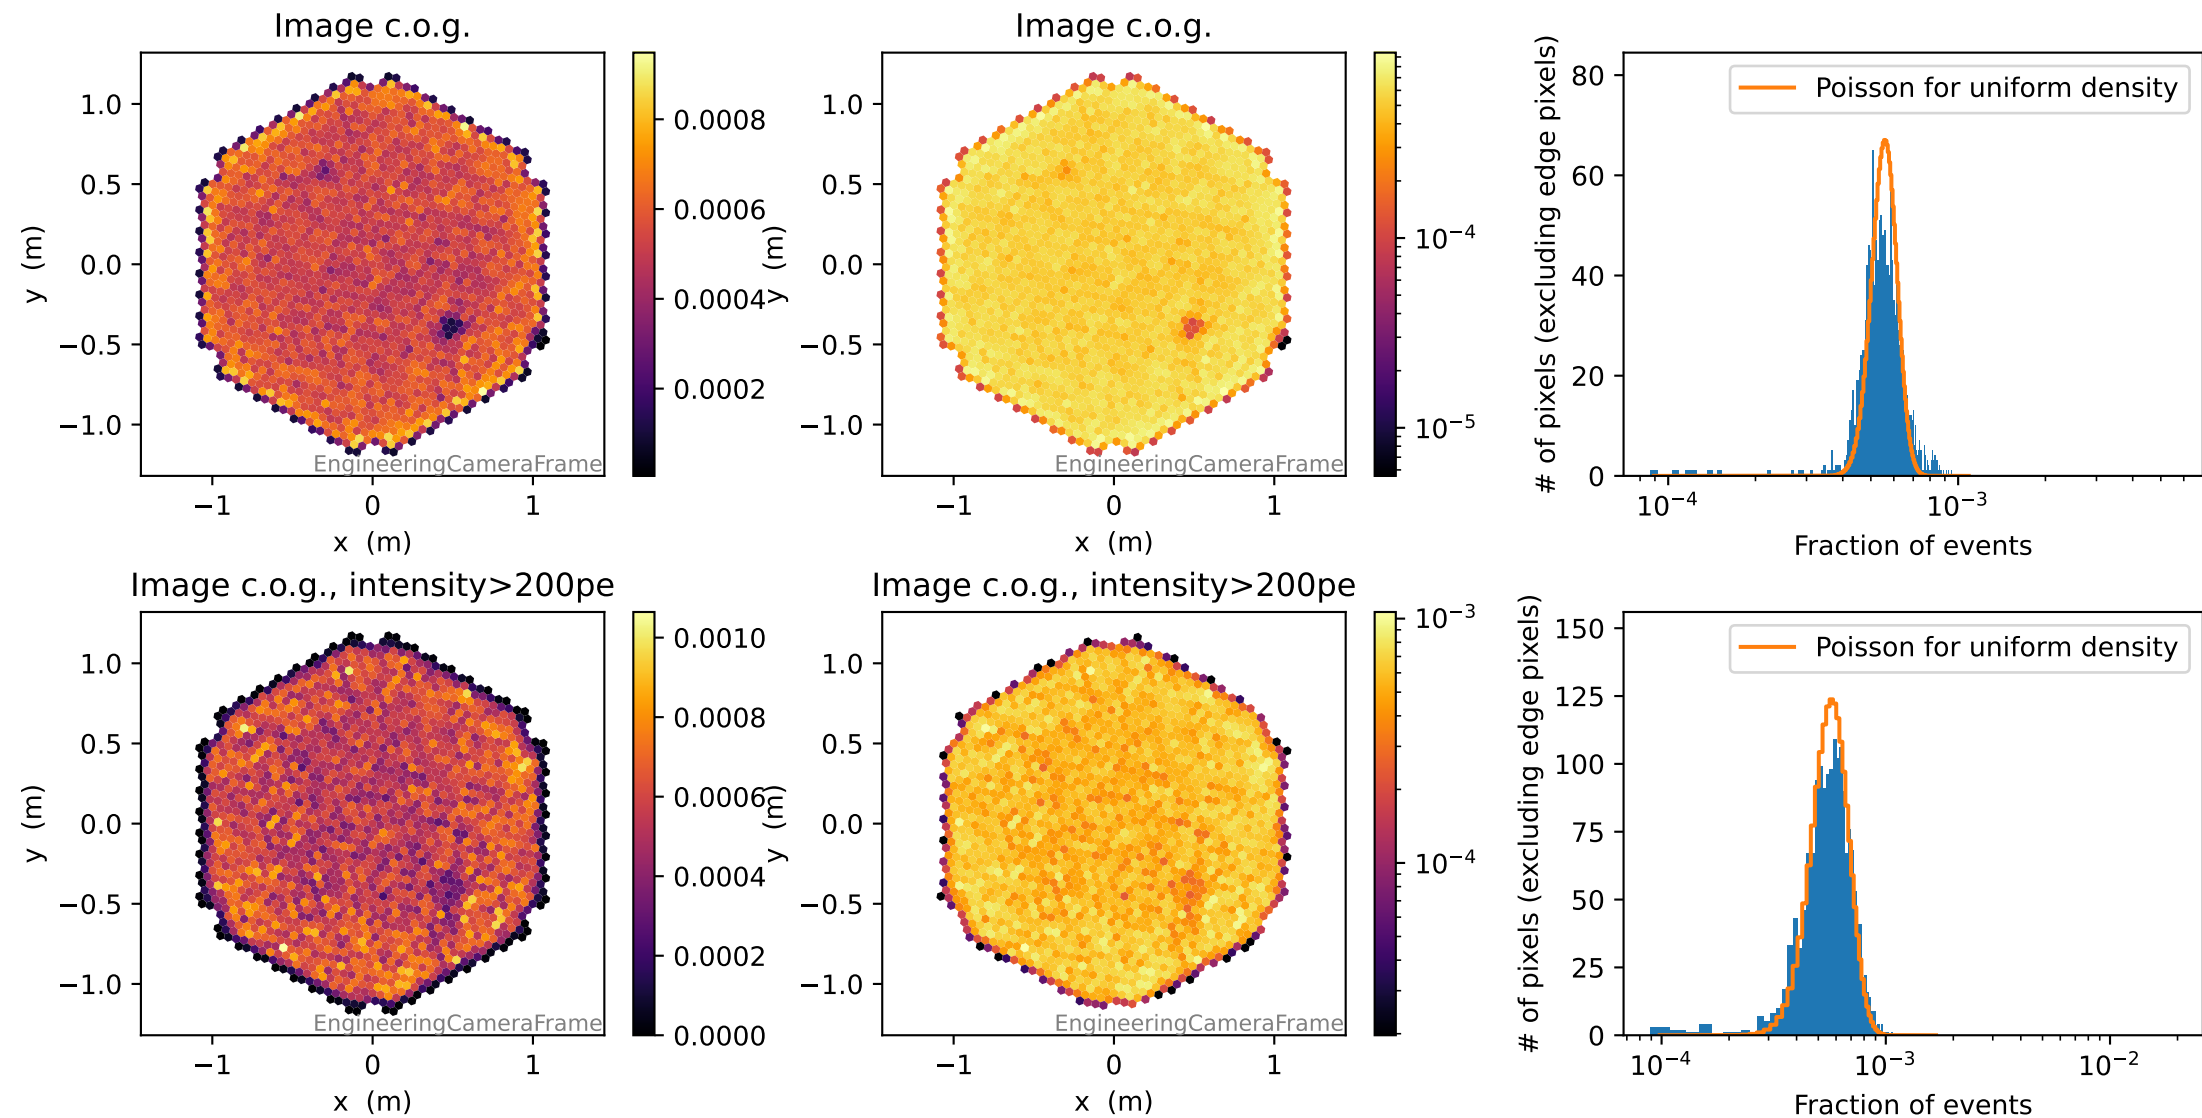 Image c.o.g.
1.0
0.5
0.0
−0.5
−1.0
y (m)
−1
0
1
x (m)
EngineeringCameraFrame
0.0008
0.0006
0.0004
0.0002
Image c.o.g.
1.0
0.5
0.0
−0.5
−1.0
y (m)
−1
0
1
x (m)
EngineeringCameraFrame
10⁻⁴
10⁻⁵
# of pixels (excluding edge pixels)
80
60
40
20
0
Poisson for uniform density
10⁻⁴
10⁻³
Fraction of events
Image c.o.g., intensity>200pe
1.0
0.5
0.0
−0.5
−1.0
y (m)
−1
0
1
x (m)
EngineeringCameraFrame
0.0010
0.0008
0.0006
0.0004
0.0002
0.0000
Image c.o.g., intensity>200pe
1.0
0.5
0.0
−0.5
−1.0
y (m)
−1
0
1
x (m)
EngineeringCameraFrame
10⁻³
10⁻⁴
# of pixels (excluding edge pixels)
150
125
100
75
50
25
0
Poisson for uniform density
10⁻⁴
10⁻³
10⁻²
Fraction of events